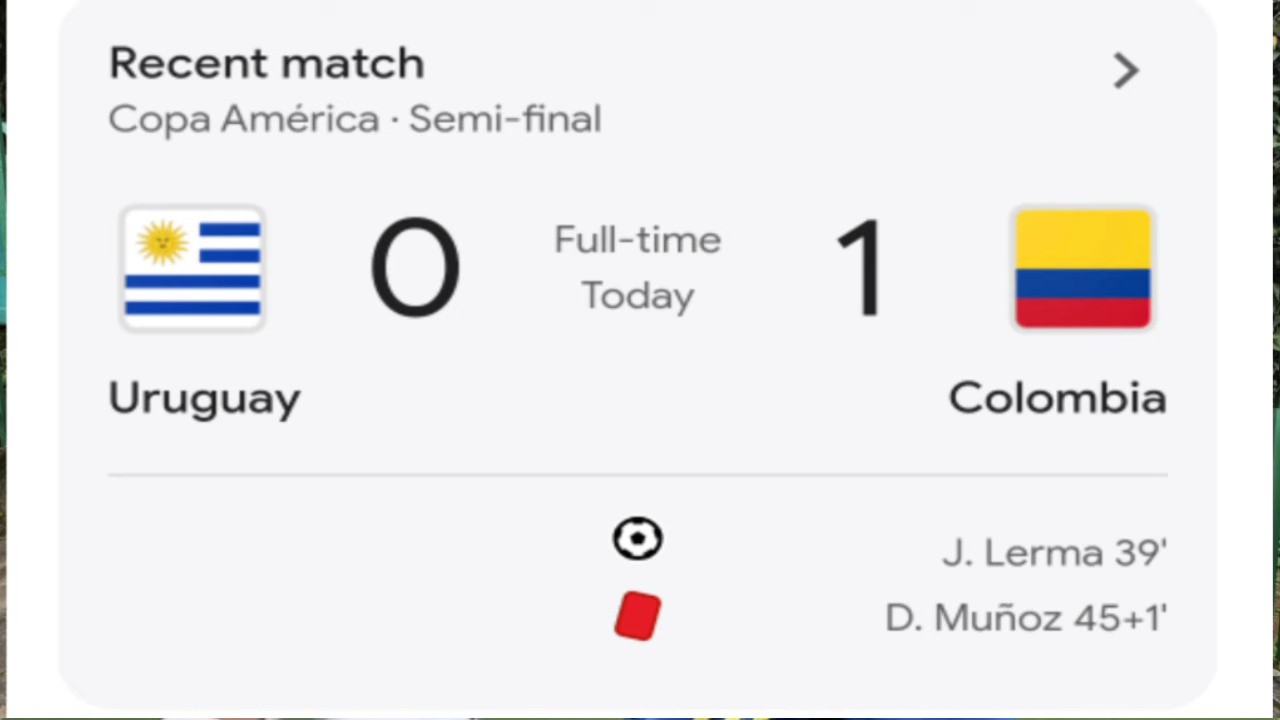 Recent match
Copa América · Semi-final
0
Full-time
Today
1
Uruguay
Colombia
J. Lerma 39'
D. Muñoz 45+1'